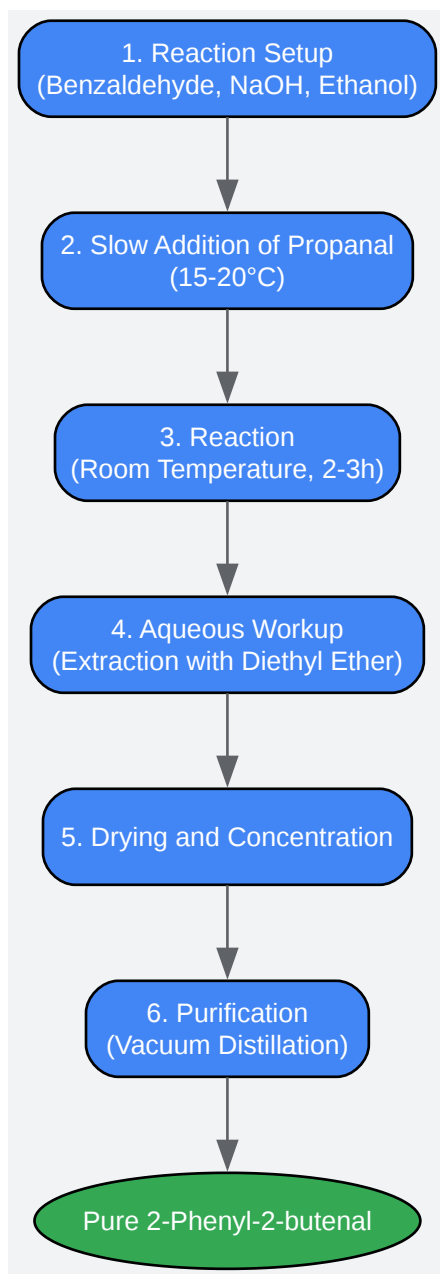 1. Reaction Setup
(Benzaldehyde, NaOH, Ethanol)
2. Slow Addition of Propanal
(15-20°C)
3. Reaction
(Room Temperature, 2-3h)
4. Aqueous Workup
(Extraction with Diethyl Ether)
5. Drying and Concentration
6. Purification
(Vacuum Distillation)
Pure 2-Phenyl-2-butenal